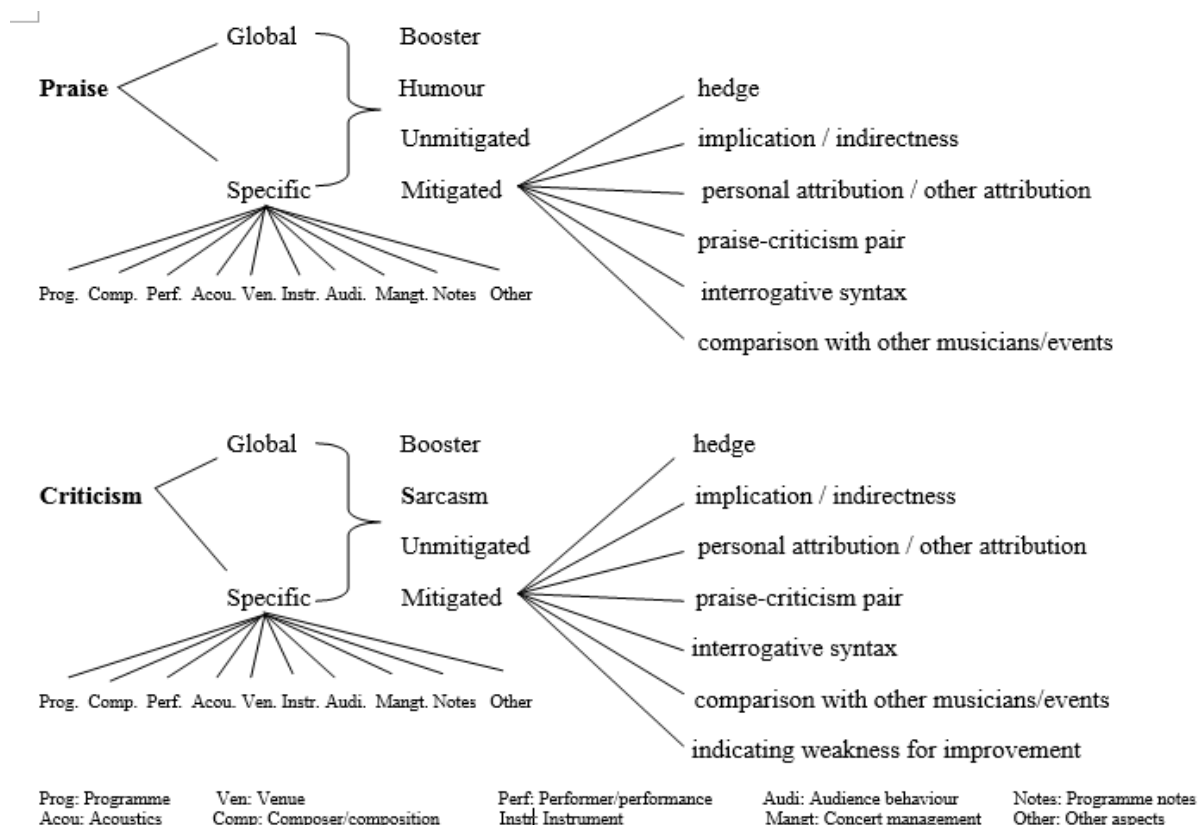 Global Booster
Praise Humour hedge
Unmitigated implication / indirectness
Specific Mitigated personal attribution / other attribution
praise-criticism pair
Prog. Comp. Perf. Acou. Ven. Instr. Audi. Mangt. Notes Other interrogative syntax
comparison with other musicians/events
Global Booster hedge
Criticism Sarcasm implication / indirectness
Unmitigated personal attribution / other attribution
Specific Mitigated praise-criticism pair
interrogative syntax
Prog. Comp. Perf. Acou. Ven. Instr. Audi. Mangt. Notes Other comparison with other musicians/events
indicating weakness for improvement
Prog: Programme Ven: Venue Perf: Performer/performance Audi: Audience behaviour Notes: Programme notes
Acou: Acoustics Comp: Composer/composition Instr: Instrument Mangt: Concert management Other: Other aspects